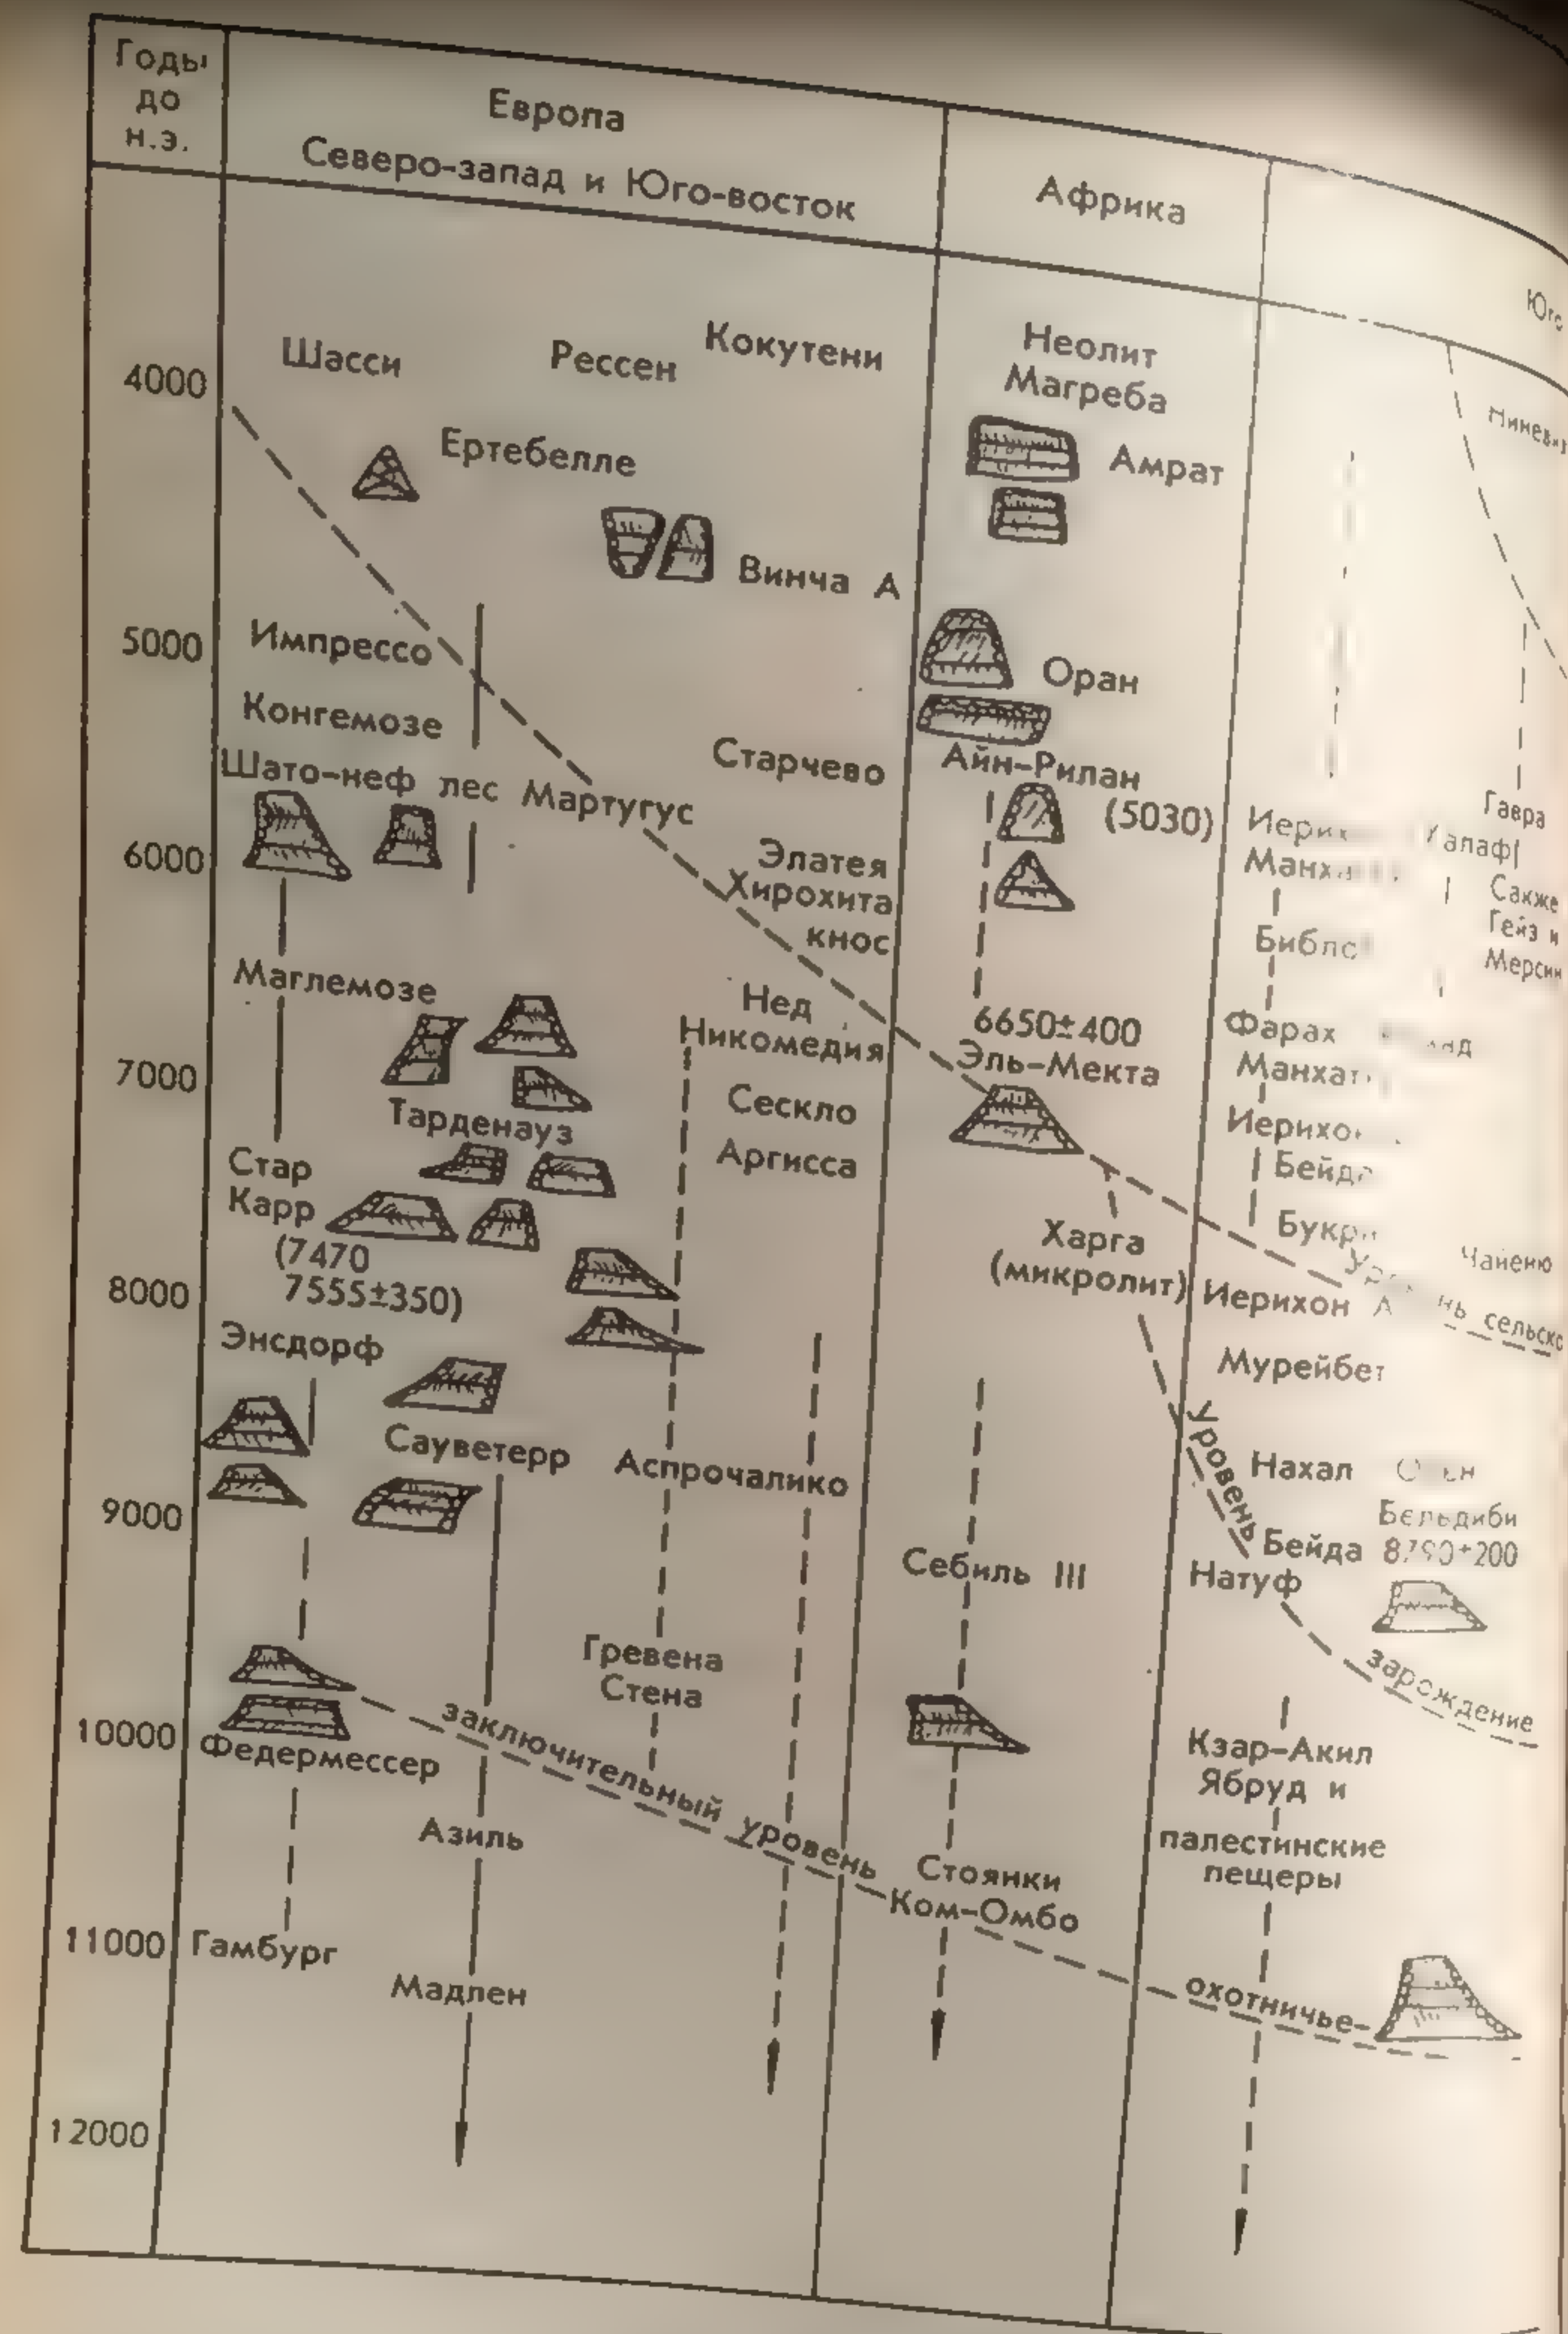 Годы
до
н.э.
Европа
Северо-запад и Юго-восток
Африка
4000
Шасси
Рессен
Кокутени
Неолит
Магреба
Ертебелле
Амрат
Винча А
5000
Импрессо
Оран
Конгемозе
Старчево
Айн-Рилан
(5030)
Шато-неф лес Мартугус
Гавра
6000
Элатея
Хирохита
кнос
Сакже
Гейз и
Маглемозе
Нед
Никомедия
6650±400
Эль-Мекта
Фарах
7000
Тарденауз
Сескло
Аргисса
Стар
Карр
(7470
7555±350)
Харга
(микролит)
8000
Иерихон А
Энсдорф
Мурейбет
Сауветерр
Аспрочалико
Уровень
Нахал
9000
Бельдиби
Себиль III
Бейда
Натуф
Гревена
Стена
зарождение
10000
Федермессер
заключительный уровень
Кзар-Акил
Ябруд и
палестинские
пещеры
Азиль
Стоянки
Ком-Омбо
11000
Гамбург
Мадлен
охотничье-
12000